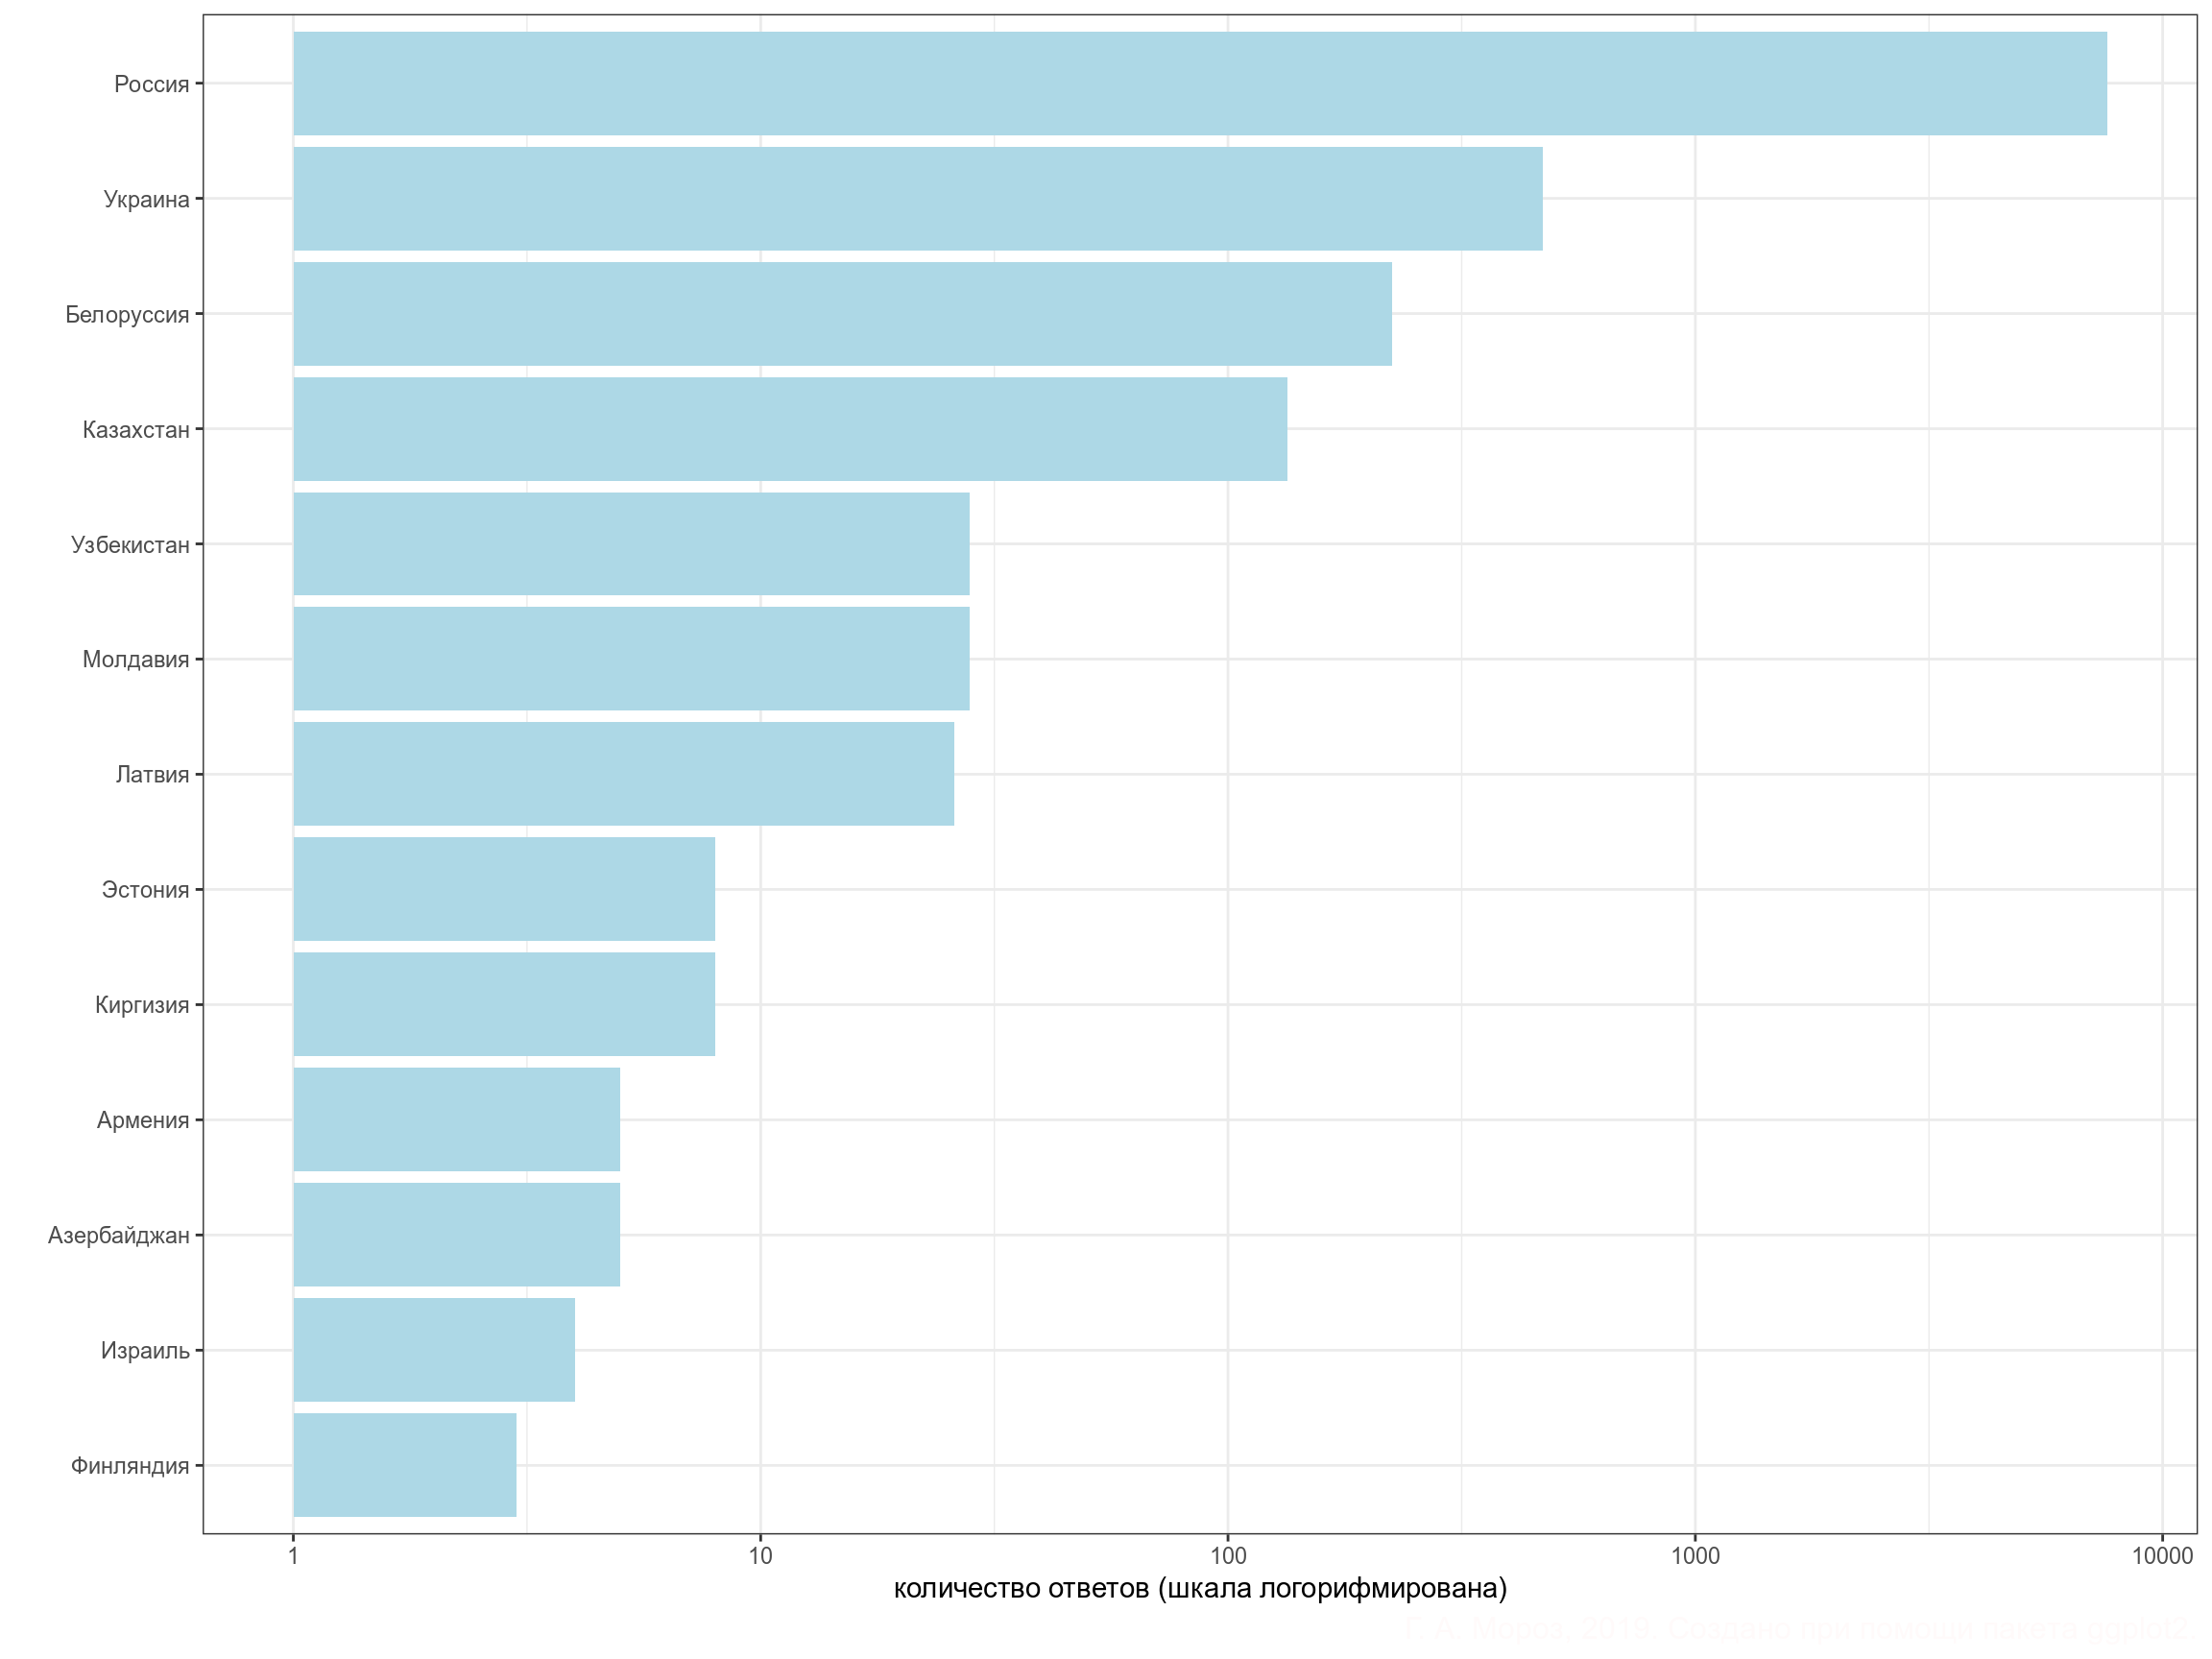 Россия
Украина
Белоруссия
Казахстан
Узбекистан
Молдавия
Латвия
Эстония
Киргизия
Армения
Азербайджан
Израиль
Финляндия
1 10 100 1000 10000
количество ответов (шкала логорифмирована)
Г. А. Мороз, 2019, Создано при помощи пакета ggplot2.